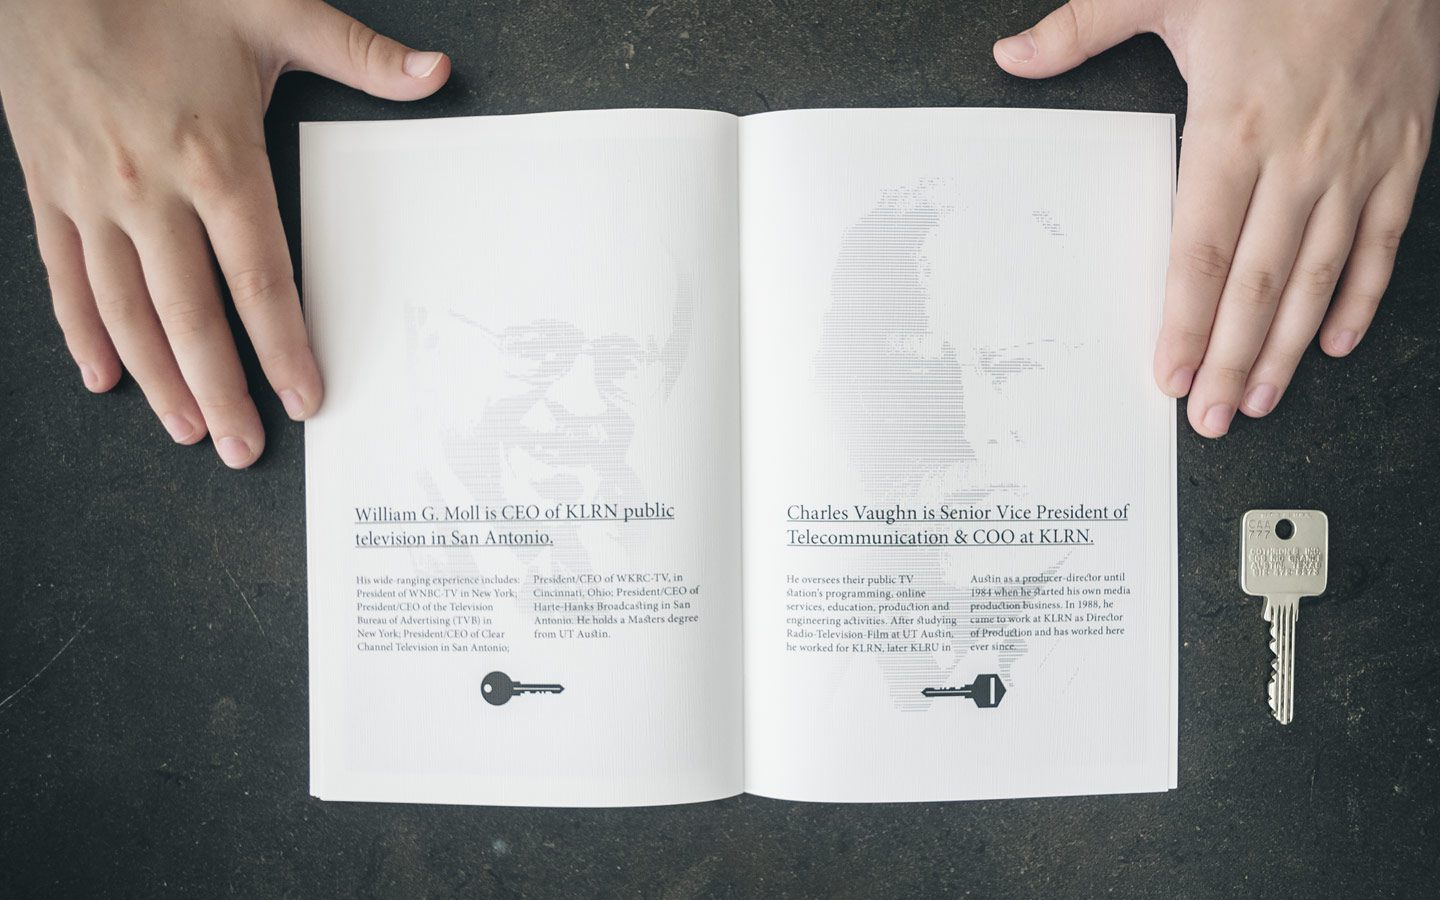 William G. Moll is CEO of KLRN public
television in San Antonio.
His wide-ranging experience includes:
President of WNBC-TV in New York;
President/CEO of the Television
Bureau of Advertising (TVB) in
New York; President/CEO of Clear
Channel Television in San Antonio;
President/CEO of WKRC-TV, in
Cincinnati, Ohio; President/CEO of
Harte-Hanks Broadcasting in San
Antonio. He holds a Masters degree
from UT Austin.
Charles Vaughn is Senior Vice President of
Telecommunication & COO at KLRN.
He oversees their public TV
station's programming, online
services, education, production and
engineering activities. After studying
Radio-Television-Film at UT Austin,
he worked for KLRN, later KLRU in
Austin as a producer-director until
1984 when he started his own media
production business. In 1988, he
came to work at KLRN as Director
of Production and has worked here
ever since.
CAA
777
AUSTIN, TEXAS